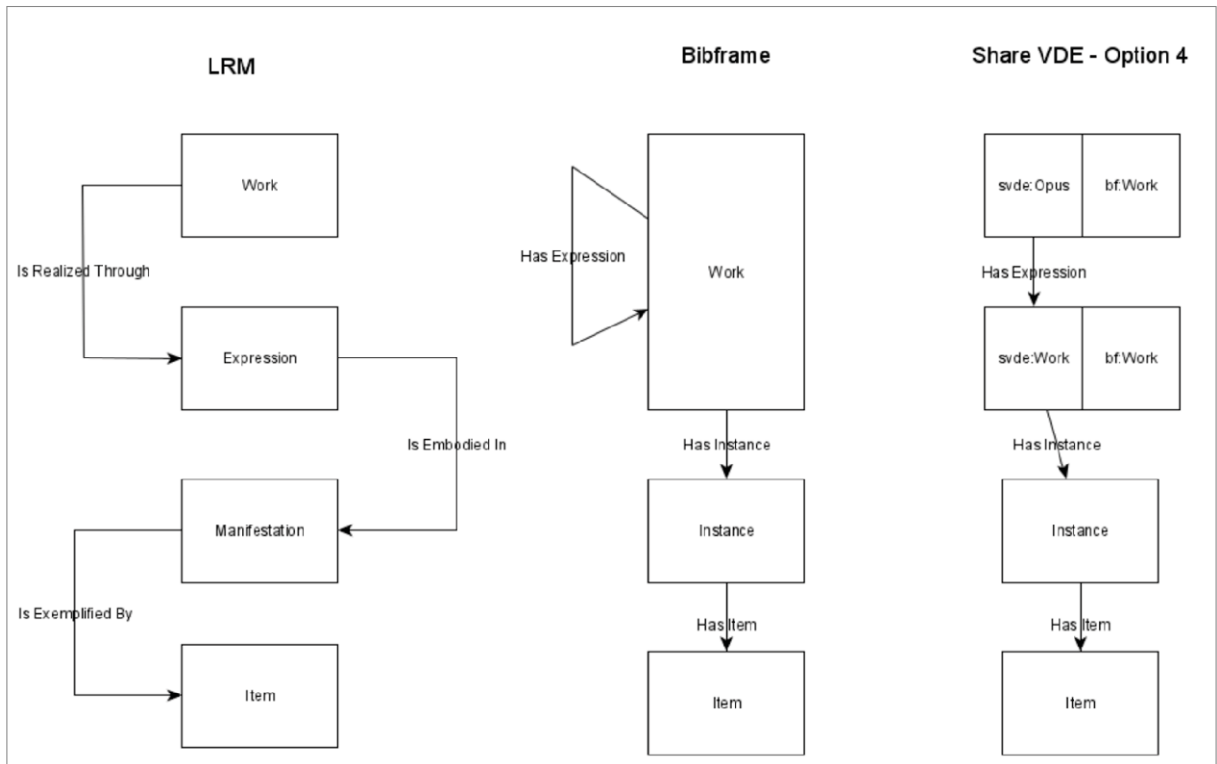 LRM
Bibframe
Share VDE - Option 4
Work
Is Realized Through
Expression
Is Embodied In
Manifestation
Is Exemplified By
Item
Has Expression
Work
Has Instance
Instance
Has Item
Item
svde:Opus
bf:Work
Has Expression
svde:Work
bf:Work
Has Instance
Instance
Has Item
Item